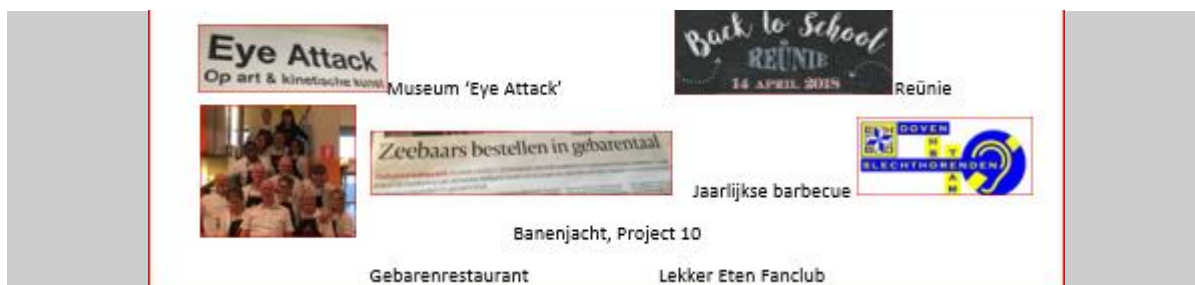 Eye Attack
Op art & kinetische kunst
Museum ‘Eye Attack’
Back to School
REÜNIE
14 APRIL 2018
Reünie
Zeebaars bestellen in gebarentaal
Jaarlijkse barbecue
DOVEN
EN
SLECHTHORENDEN
Banenjacht, Project 10
Gebarenrestaurant
Lekker Eten Fanclub